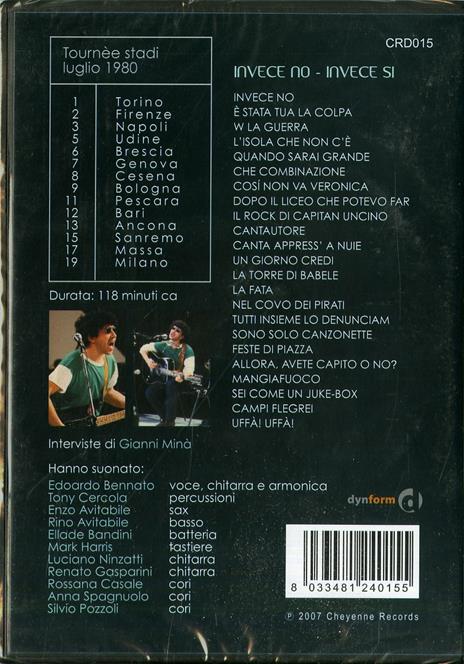 Tournèe stadi
luglio 1980
1 Torino
2 Firenze
3 Napoli
5 Udine
6 Brescia
7 Genova
8 Cesena
9 Bologna
11 Pescara
12 Bari
13 Ancona
15 Sanremo
17 Massa
19 Milano
Durata: 118 minuti ca
Interviste di Gianni Minà
Hanno suonato:
Edoardo Bennato voce, chitarra e armonica
Tony Cercola percussioni
Enzo Avitabile sax
Rino Avitabile basso
Ellade Bandini batteria
Mark Harris tastiere
Luciano Ninzatti chitarra
Renato Gasparini chitarra
Rossana Casale cori
Anna Spagnuolo cori
Silvio Pozzoli cori
CRD015
INVECE NO - INVECE SI
INVECE NO
È STATA TUA LA COLPA
W LA GUERRA
L'ISOLA CHE NON C'È
QUANDO SARAI GRANDE
CHE COMBINAZIONE
COSÍ NON VA VERONICA
DOPO IL LICEO CHE POTEVO FAR
IL ROCK DI CAPITAN UNCINO
CANTAUTORE
CANTA APPRESS' A NUIE
UN GIORNO CREDI
LA TORRE DI BABELE
LA FATA
NEL COVO DEI PIRATI
TUTTI INSIEME LO DENUNCIAM
SONO SOLO CANZONETTE
FESTE DI PIAZZA
ALLORA, AVETE CAPITO O NO?
MANGIAFUOCO
SEI COME UN JUKE-BOX
CAMPI FLEGREI
UFFÀ! UFFÀ!
dynform d
8 033481 240155
℗ 2007 Cheyenne Records